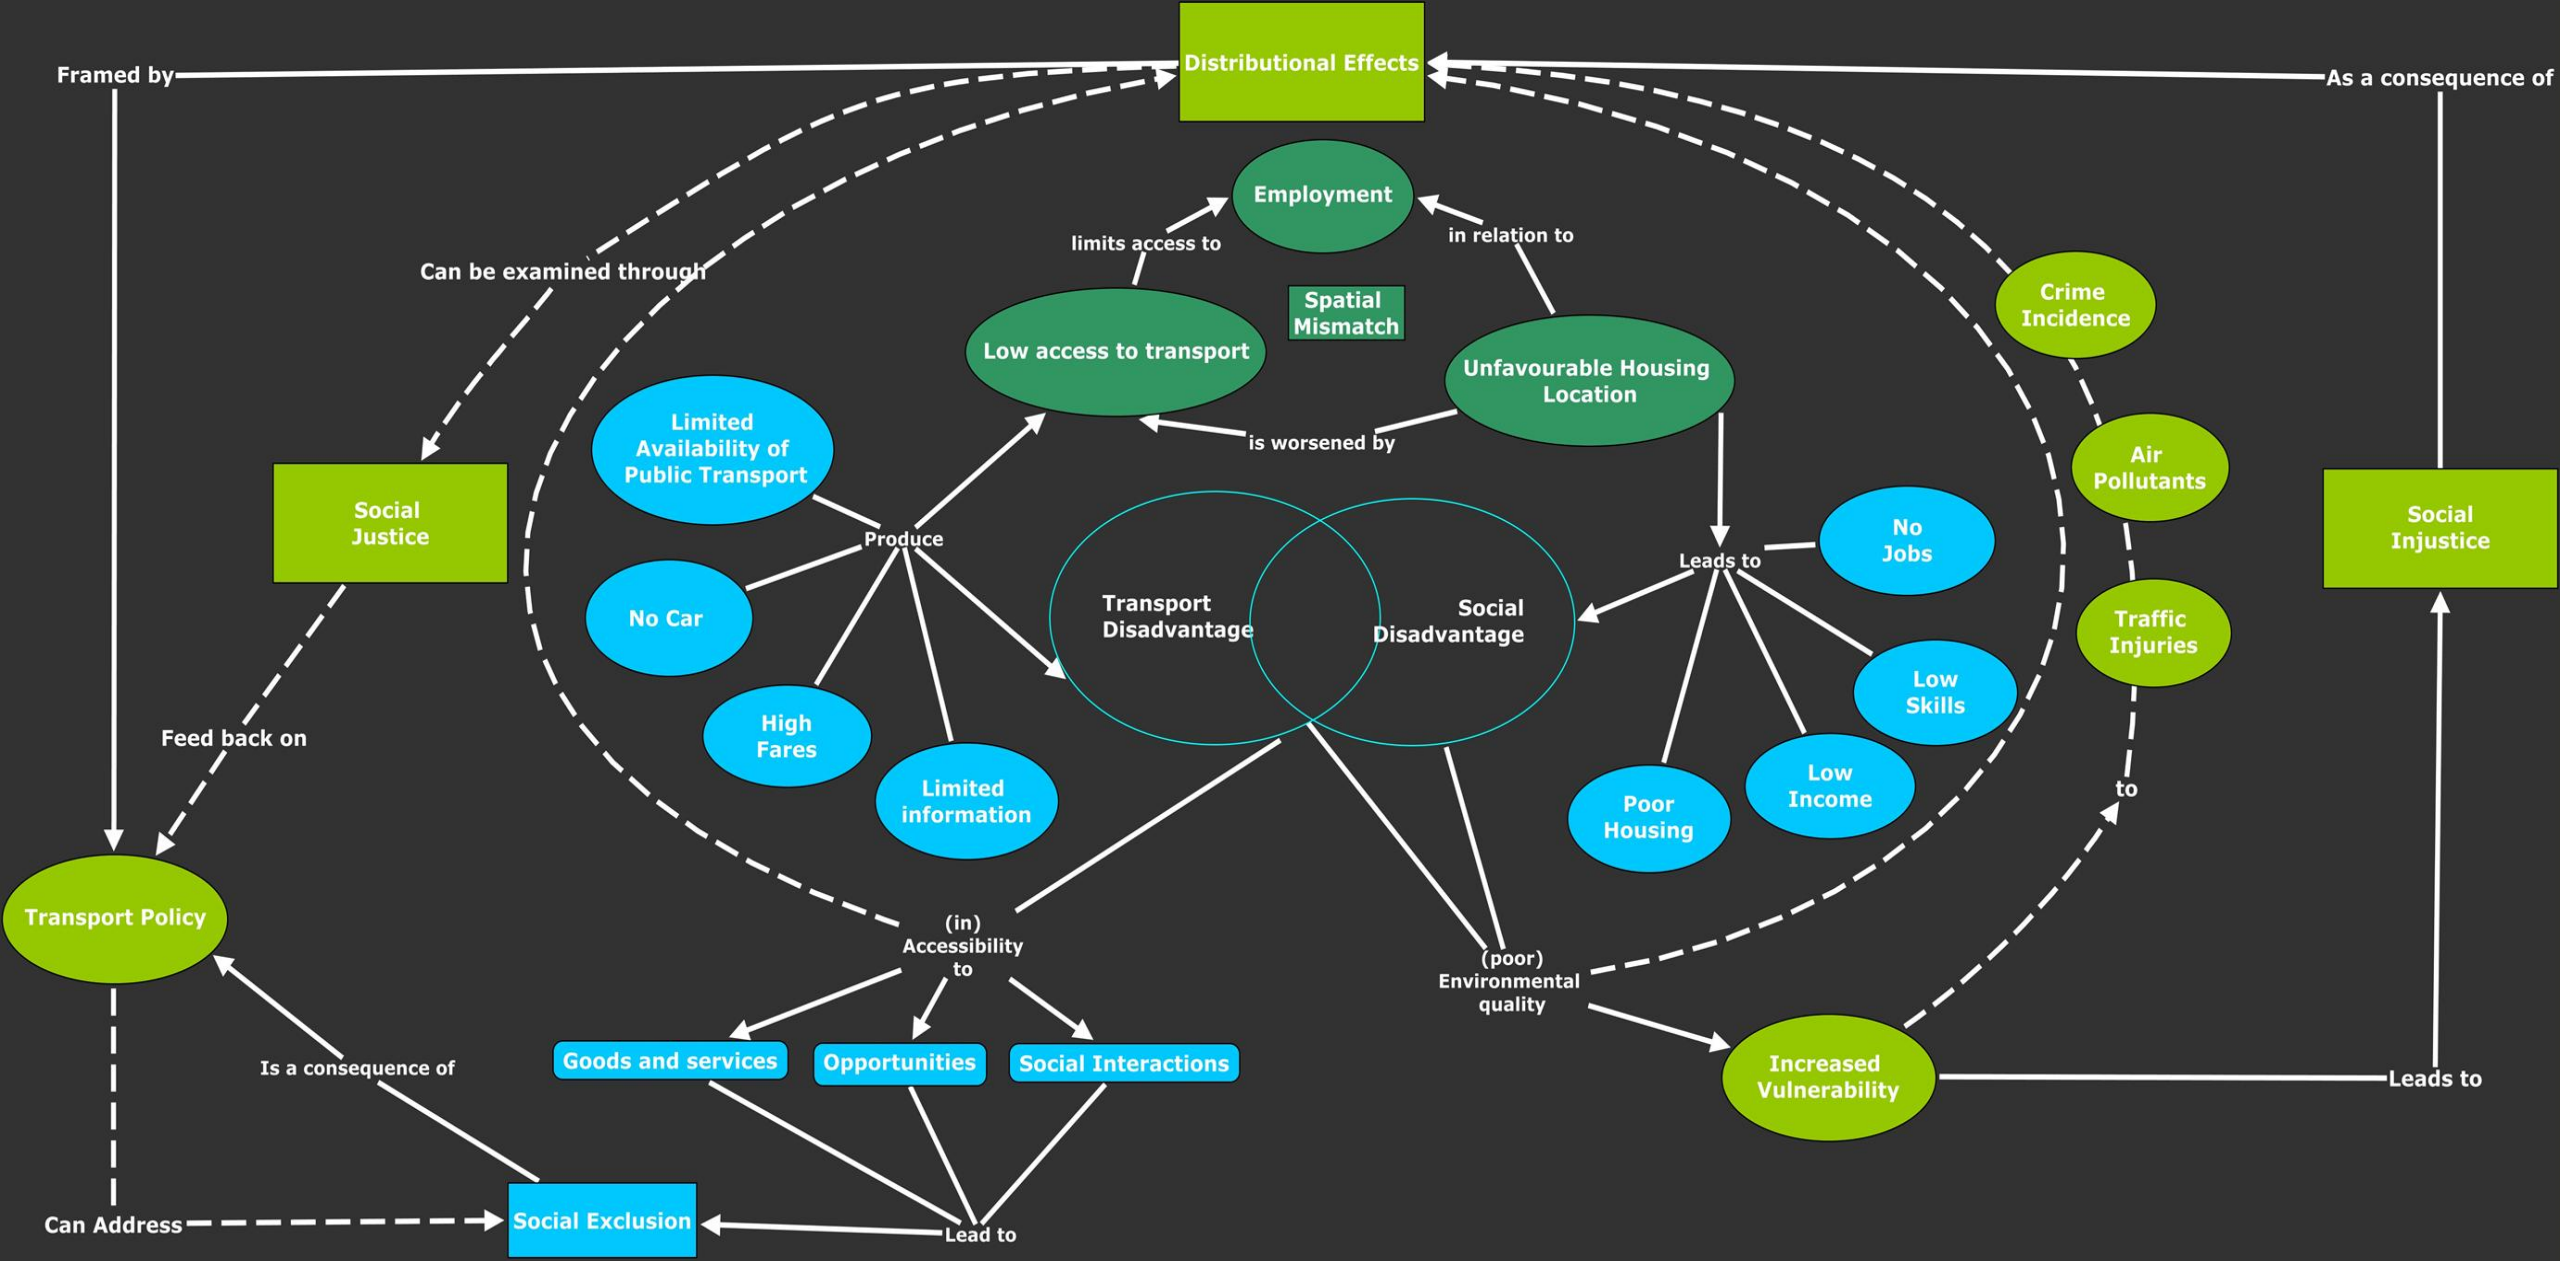 Distributional Effects
Framed by
As a consequence of
Employment
limits access to
in relation to
Can be examined through
Spatial
Mismatch
Crime
Incidence
Low access to transport
Unfavourable Housing
Location
Limited
Availability of
Public Transport
is worsened by
Air
Pollutants
Social
Justice
Produce
No
Jobs
Social
Injustice
Leads to
Transport
Disadvantage
Social
Disadvantage
No Car
Traffic
Injuries
Low
Skills
High
Fares
Feed back on
Limited
information
Low
Income
Poor
Housing
to
Transport Policy
(in)
Accessibility
to
(poor)
Environmental
quality
Is a consequence of
Goods and services
Opportunities
Social Interactions
Increased
Vulnerability
Leads to
Can Address
Social Exclusion
Lead to